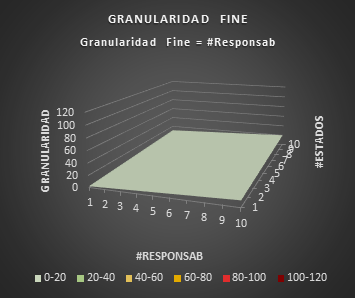 GRANULARIDAD FINE
Granularidad Fine = #Responsab
GRANULARIDAD
120
100
80
60
40
20
0
1 2 3 4 5 6 7 8 9 10
#RESPONSAB
1
2
3
4
5
6
7
8
9
10
#ESTADOS
0-20 20-40 40-60 60-80 80-100 100-120